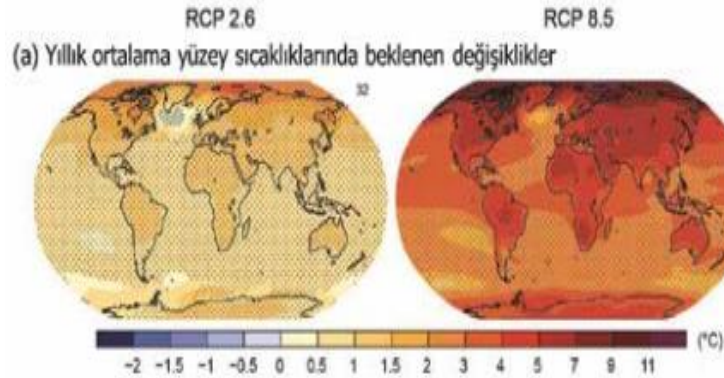 RCP 2.6 RCP 8.5
(a) Yıllık ortalama yüzey sıcaklıklarında beklenen değişiklikler
32
(°C)
−2 −1.5 −1 −0.5 0 0.5 1 1.5 2 3 4 5 7 9 11